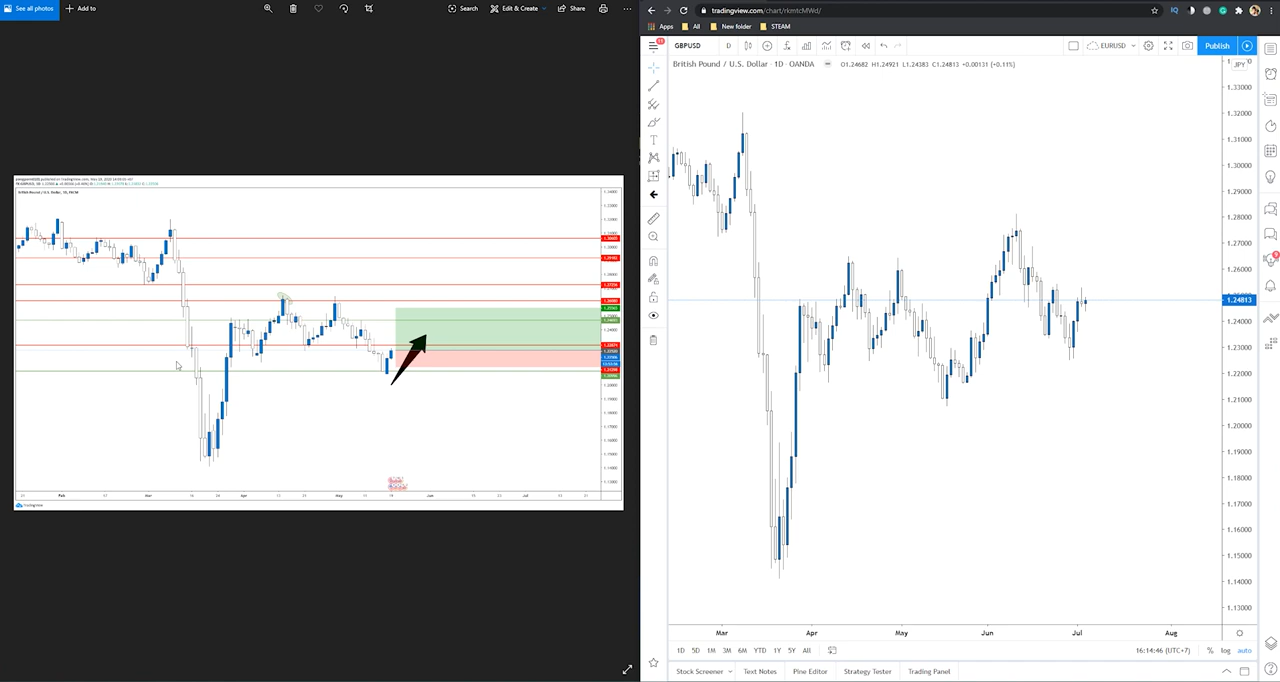 See all photos
Add to
Search
Edit & Create
Share
tradingview.com/chart/rkmtcMWd/
Apps
All
New folder
STEAM
11
GBPUSD
D
EURUSD
Publish
British Pound / U.S. Dollar · 1D · OANDA
O1.24682 H1.24921 L1.24383 C1.24813 +0.00131 (+0.11%)
JPY
1.33000
1.32000
1.31000
1.30000
1.29000
1.28000
1.27000
1.26000
1.24813
1.24000
1.23000
1.22000
1.21000
1.20000
1.19000
1.18000
1.17000
1.16000
1.15000
1.14000
1.13000
Mar
Apr
May
Jun
Jul
Aug
1D
5D
1M
3M
6M
YTD
1Y
5Y
All
16:14:46 (UTC+7)
%
log
auto
Stock Screener
Text Notes
Pine Editor
Strategy Tester
Trading Panel
British Pound / U.S. Dollar, 1D, FXCM
Feb
Mar
Apr
May
Jun
Jul
TradingView